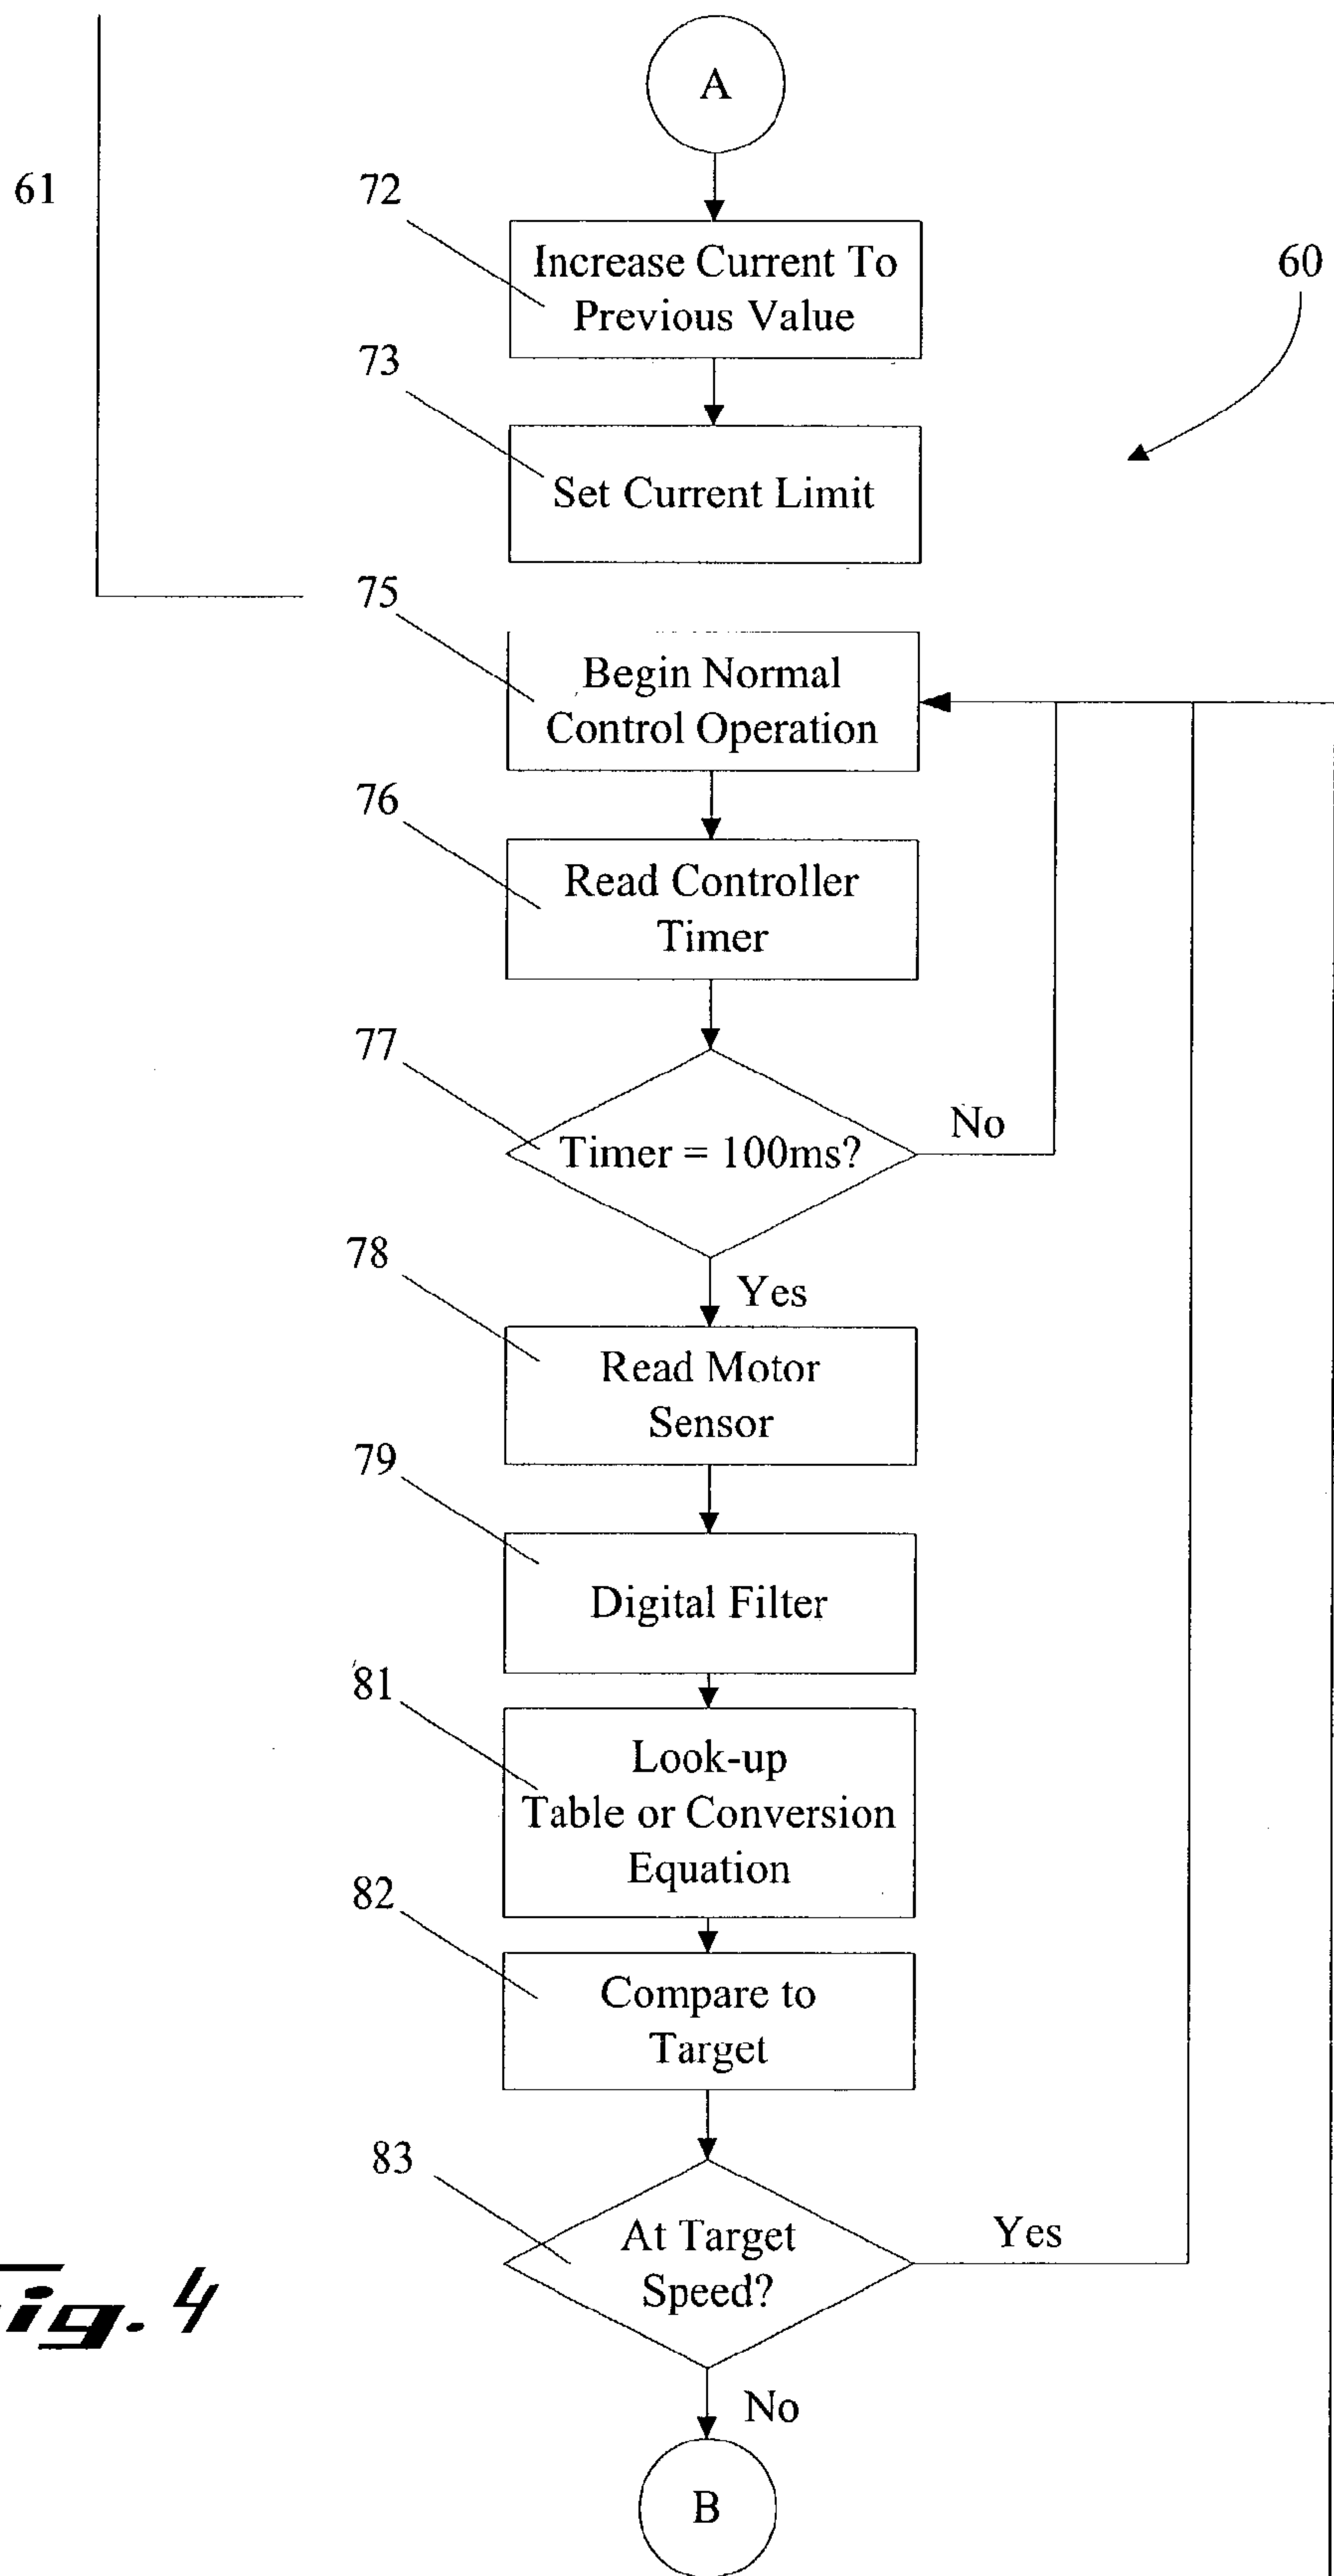 A
61
72
Increase Current To
Previous Value
60
73
Set Current Limit
75
Begin Normal
Control Operation
76
Read Controller
Timer
77
Timer = 100ms?
No
78
Yes
Read Motor
Sensor
79
Digital Filter
81
Look-up
Table or Conversion
Equation
82
Compare to
Target
83
At Target
Speed?
Yes
Fig. 4
No
B